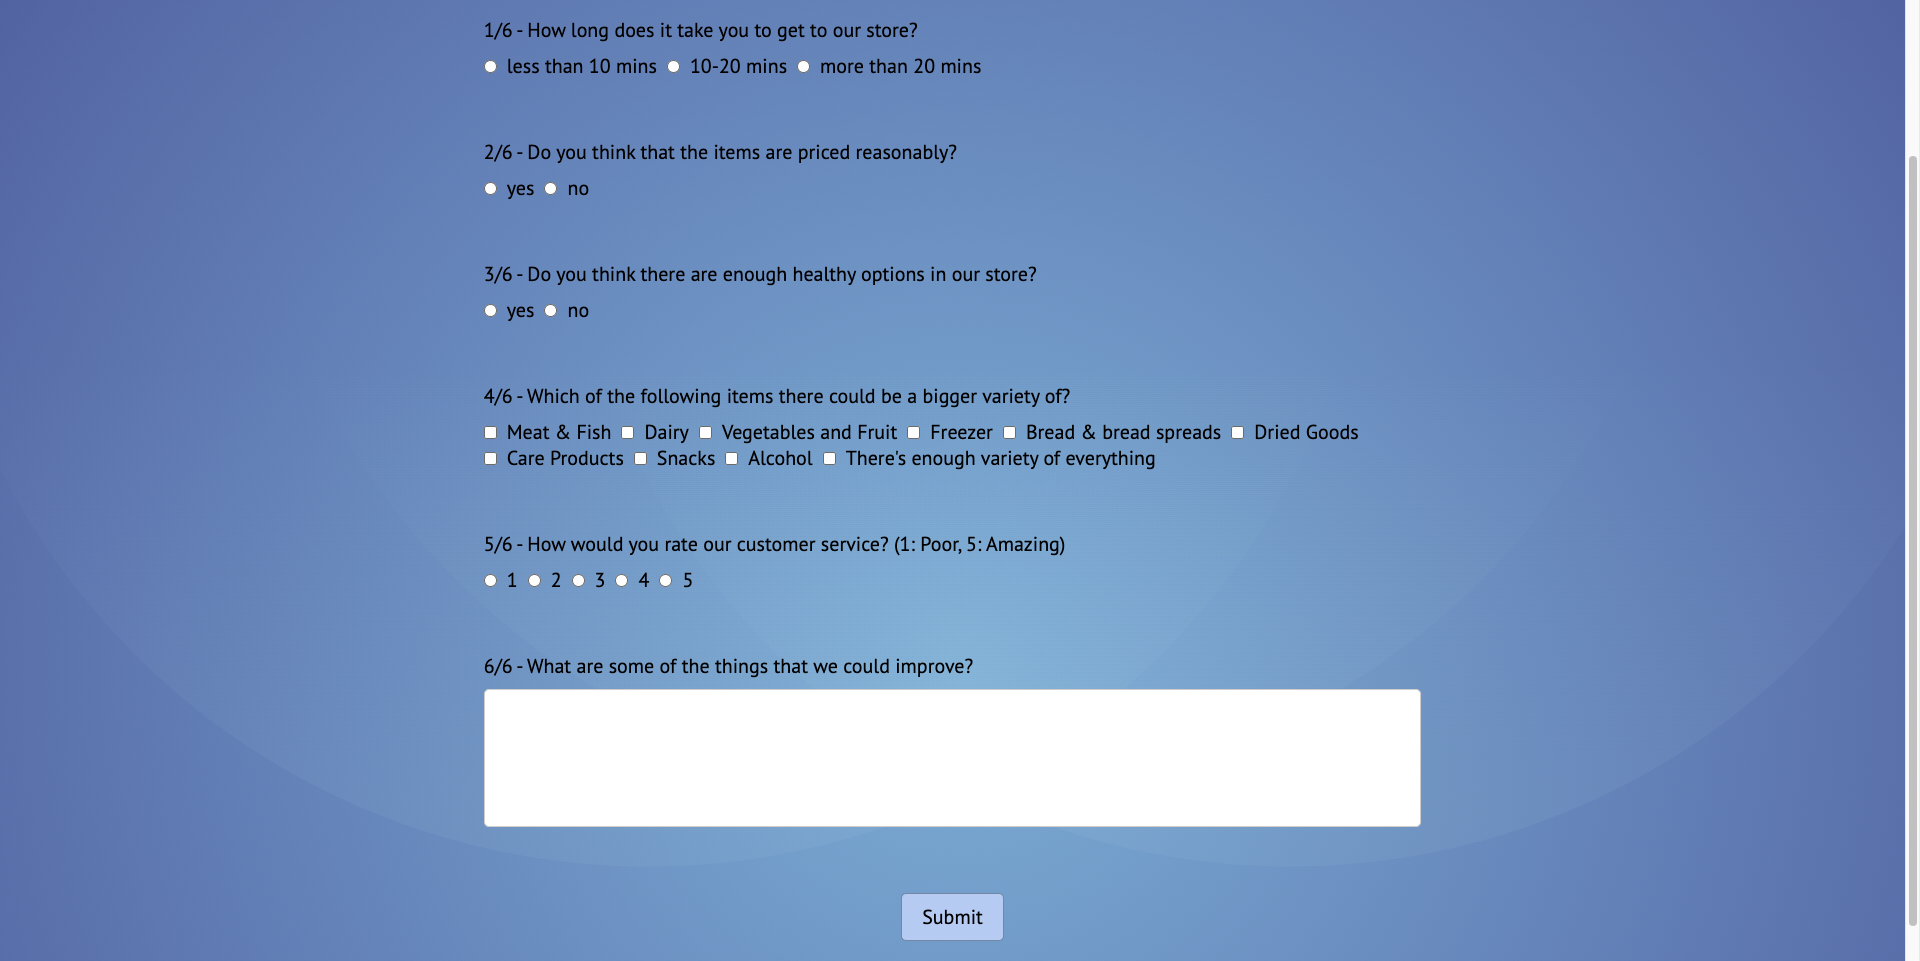 1/6 - How long does it take you to get to our store?
less than 10 mins 10-20 mins more than 20 mins
2/6 - Do you think that the items are priced reasonably?
yes no
3/6 - Do you think there are enough healthy options in our store?
yes no
4/6 - Which of the following items there could be a bigger variety of?
Meat & Fish Dairy Vegetables and Fruit Freezer Bread & bread spreads Dried Goods
Care Products Snacks Alcohol There's enough variety of everything
5/6 - How would you rate our customer service? (1: Poor, 5: Amazing)
1 2 3 4 5
6/6 - What are some of the things that we could improve?
Submit